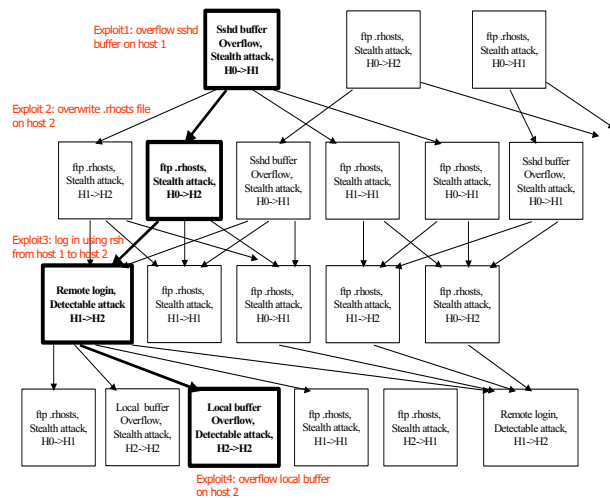 Exploit1: overflow sshd
buffer on host 1
Sshd buffer
Overflow,
Stealth attack,
H0->H1
ftp .rhosts,
Stealth attack,
H0->H2
ftp .rhosts,
Stealth attack,
H0->H1
Exploit 2: overwrite .rhosts file
on host 2
ftp .rhosts,
Stealth attack,
H1->H2
ftp .rhosts,
Stealth attack,
H0->H2
Sshd buffer
Overflow,
Stealth attack,
H0->H1
ftp .rhosts,
Stealth attack,
H1->H1
ftp .rhosts,
Stealth attack,
H0->H1
Sshd buffer
Overflow,
Stealth attack,
H0->H1
Exploit3: log in using rsh
from host 1 to host 2
Remote login,
Detectable attack
H1->H2
ftp .rhosts,
Stealth attack,
H1->H1
ftp .rhosts,
Stealth attack,
H0->H1
ftp .rhosts,
Stealth attack,
H1->H2
ftp .rhosts,
Stealth attack,
H0->H2
ftp .rhosts,
Stealth attack,
H0->H1
Local buffer
Overflow,
Stealth attack,
H2->H2
Local buffer
Overflow,
Detectable attack,
H2->H2
ftp .rhosts,
Stealth attack,
H1->H1
ftp .rhosts,
Stealth attack,
H2->H1
Remote login,
Detectable attack,
H1->H2
Exploit4: overflow local buffer
on host 2